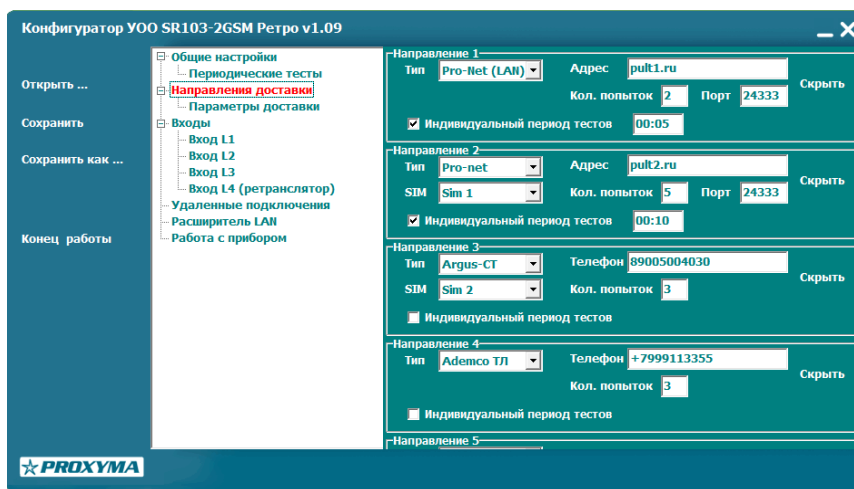 Конфигуратор УОО SR103-2GSM Ретро v1.09
Открыть ...
Сохранить
Сохранить как ...
Конец работы
Общие настройки
Периодические тесты
Направления доставки
Параметры доставки
Входы
Вход L1
Вход L2
Вход L3
Вход L4 (ретранслятор)
Удаленные подключения
Расширитель LAN
Работа с прибором
Направление 1
Тип Pro-Net (LAN) Адрес pult1.ru
Скрыть
Кол. попыток 2 Порт 24333
Индивидуальный период тестов 00:05
Направление 2
Тип Pro-net Адрес pult2.ru
Скрыть
SIM Sim 1 Кол. попыток 5 Порт 24333
Индивидуальный период тестов 00:10
Направление 3
Тип Argus-СТ Телефон 89005004030
Скрыть
SIM Sim 2 Кол. попыток 3
Индивидуальный период тестов
Направление 4
Тип Ademco ТЛ Телефон +7999113355
Скрыть
Кол. попыток 3
Индивидуальный период тестов
Направление 5
PROXYMA